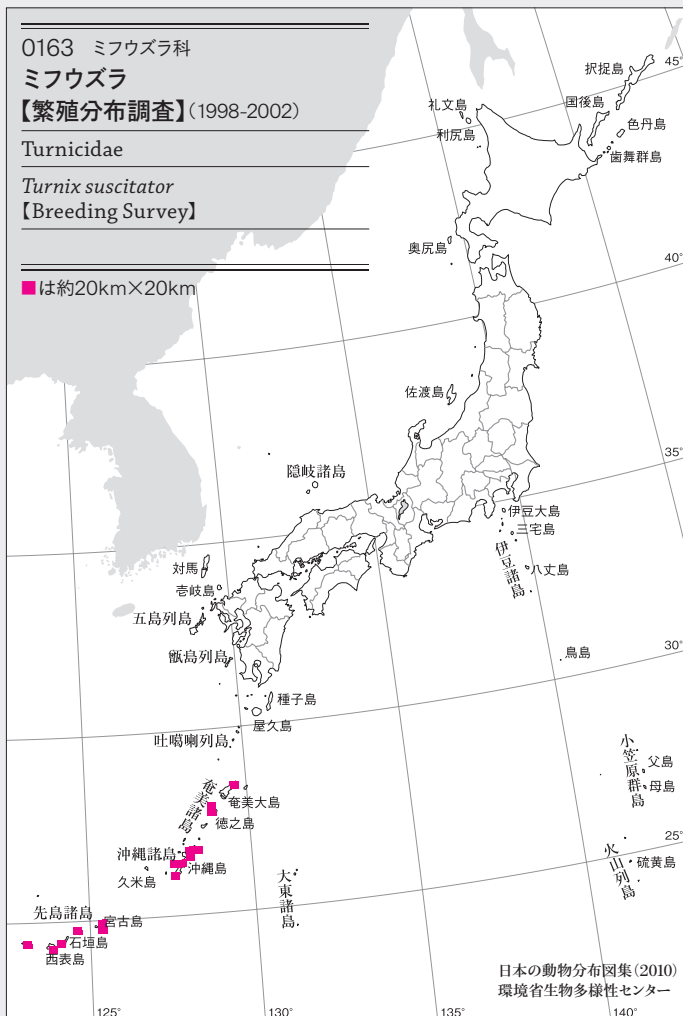 0163 ミフウズラ科
ミフウズラ
【繁殖分布調査】(1998-2002)
Turnicidae
Turnix suscitator
【Breeding Survey】
■は約20km×20km
45°
択捉島
国後島
礼文島
色丹島
利尻島
歯舞群島
奥尻島
40°
佐渡島
35°
隠岐諸島
伊豆大島
三宅島
伊豆諸島
八丈島
対馬
壱岐島
五島列島
甑島列島
鳥島
30°
種子島
屋久島
吐噶喇列島
小笠原群島
父島
母島
奄美諸島
奄美大島
徳之島
25°
沖縄諸島
沖縄島
久米島
火山列島
硫黄島
大東諸島
先島諸島
宮古島
石垣島
西表島
日本の動物分布図集(2010)
環境省生物多様性センター
125°
130°
135°
140°